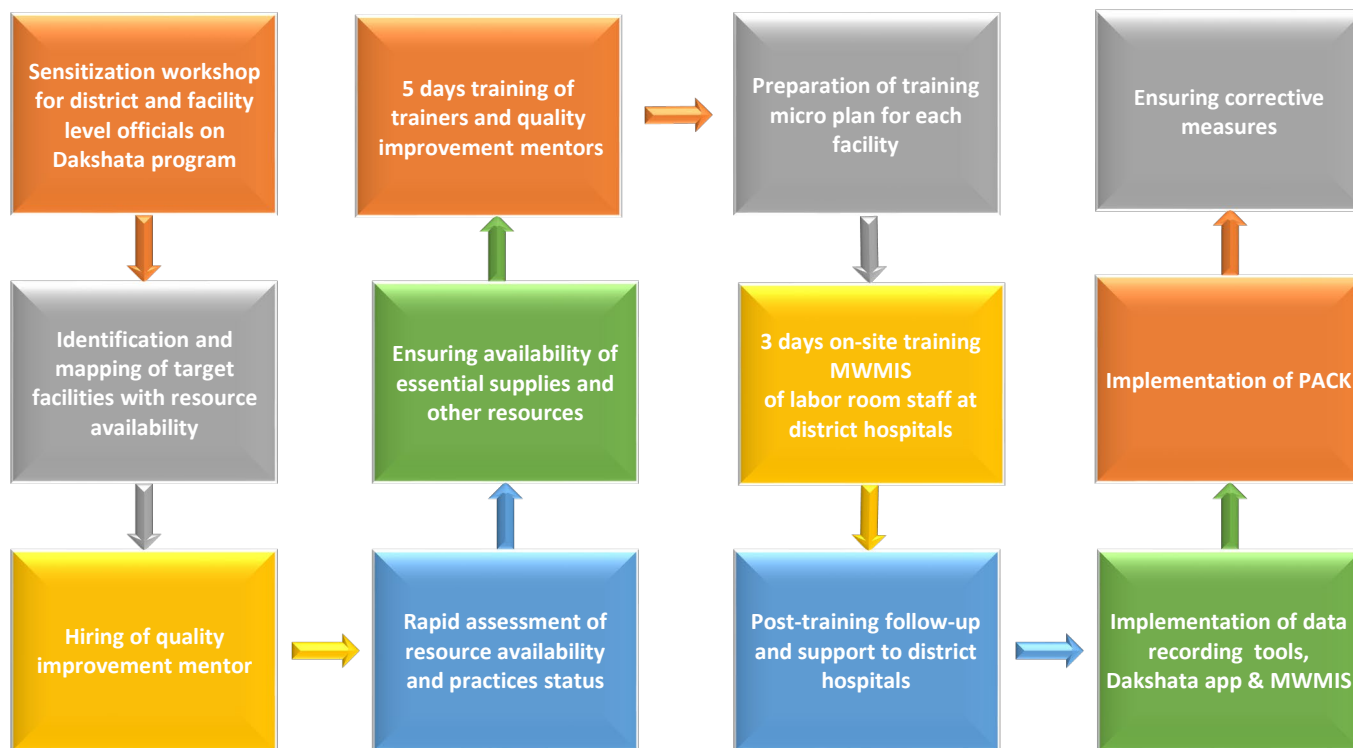 Sensitization workshop
for district and facility
level officials on
Dakshata program
Identification and
mapping of target
facilities with resource
availability
Hiring of quality
improvement mentor
Rapid assessment of
resource availability
and practices status
Ensuring availability of
essential supplies and
other resources
5 days training of
trainers and quality
improvement mentors
Preparation of training
micro plan for each
facility
3 days on-site training
MWMIS
of labor room staff at
district hospitals
Post-training follow-up
and support to district
hospitals
Implementation of data
recording tools,
Dakshata app & MWMIS
Implementation of PACK
Ensuring corrective
measures